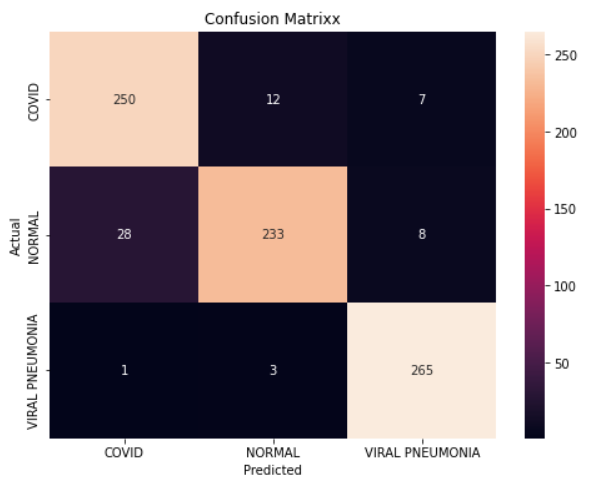 Confusion Matrixx
COVID
250 12 7
250
200
Actual
NORMAL
28 233 8
150
100
VIRAL PNEUMONIA
1 3 265
50
COVID NORMAL VIRAL PNEUMONIA
Predicted